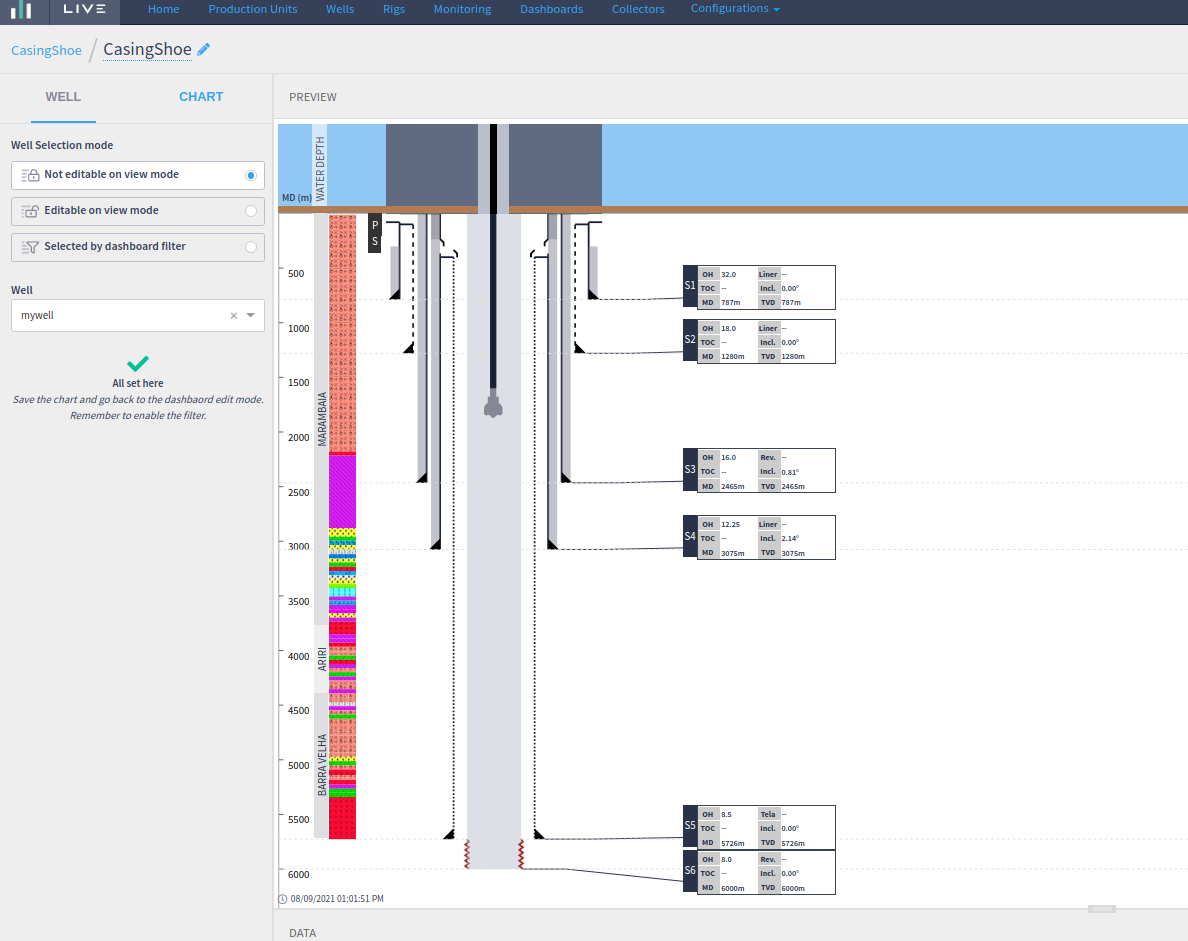 LIVE Home Production Units Wells Rigs Monitoring Dashboards Collectors Configurations
CasingShoe / CasingShoe
WELL CHART
PREVIEW
Well Selection mode
Not editable on view mode
Editable on view mode
Selected by dashboard filter
Well
mywell
All set here
Save the chart and go back to the dashbaord edit mode.
Remember to enable the filter.
WATER DEPTH
MD (m)
P
S
500
1000
1500
2000
2500
3000
3500
4000
4500
5000
5500
6000
MARAMBAIA
ARIRI
BARRA VELHA
S1
OH 32.0 Liner --
TOC -- Incl. 0.00°
MD 787m TVD 787m
S2
OH 18.0 Liner --
TOC -- Incl. 0.00°
MD 1280m TVD 1280m
S3
OH 16.0 Rev. --
TOC -- Incl. 0.81°
MD 2465m TVD 2465m
S4
OH 12.25 Liner --
TOC -- Incl. 2.14°
MD 3075m TVD 3075m
S5
OH 8.5 Tela --
TOC -- Incl. 0.00°
MD 5726m TVD 5726m
S6
OH 8.0 Rev. --
TOC -- Incl. 0.00°
MD 6000m TVD 6000m
08/09/2021 01:01:51 PM
DATA